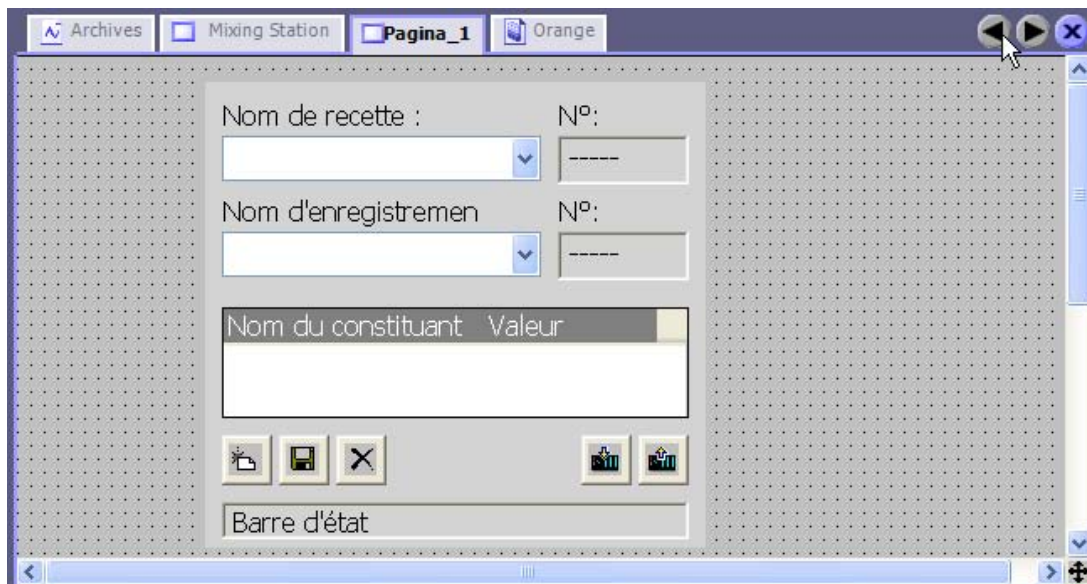 Archives Mixing Station Pagina_1 Orange
Nom de recette : Nº:
-----
Nom d'enregistremen Nº:
-----
Nom du constituant Valeur
Barre d'état